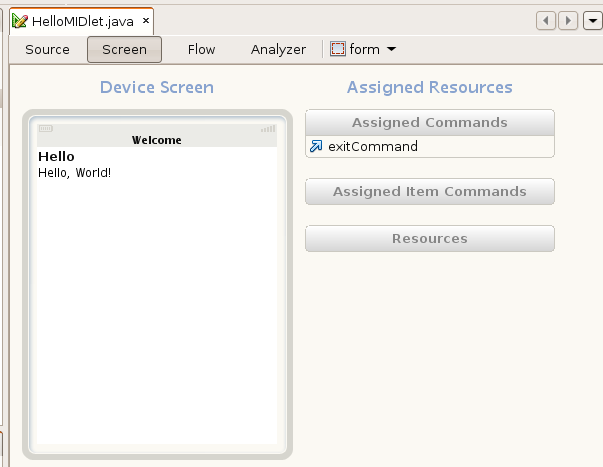 HelloMIDlet.java ×
Source Screen Flow Analyzer form
Device Screen
Assigned Resources
Welcome
Hello
Hello, World!
Assigned Commands
exitCommand
Assigned Item Commands
Resources